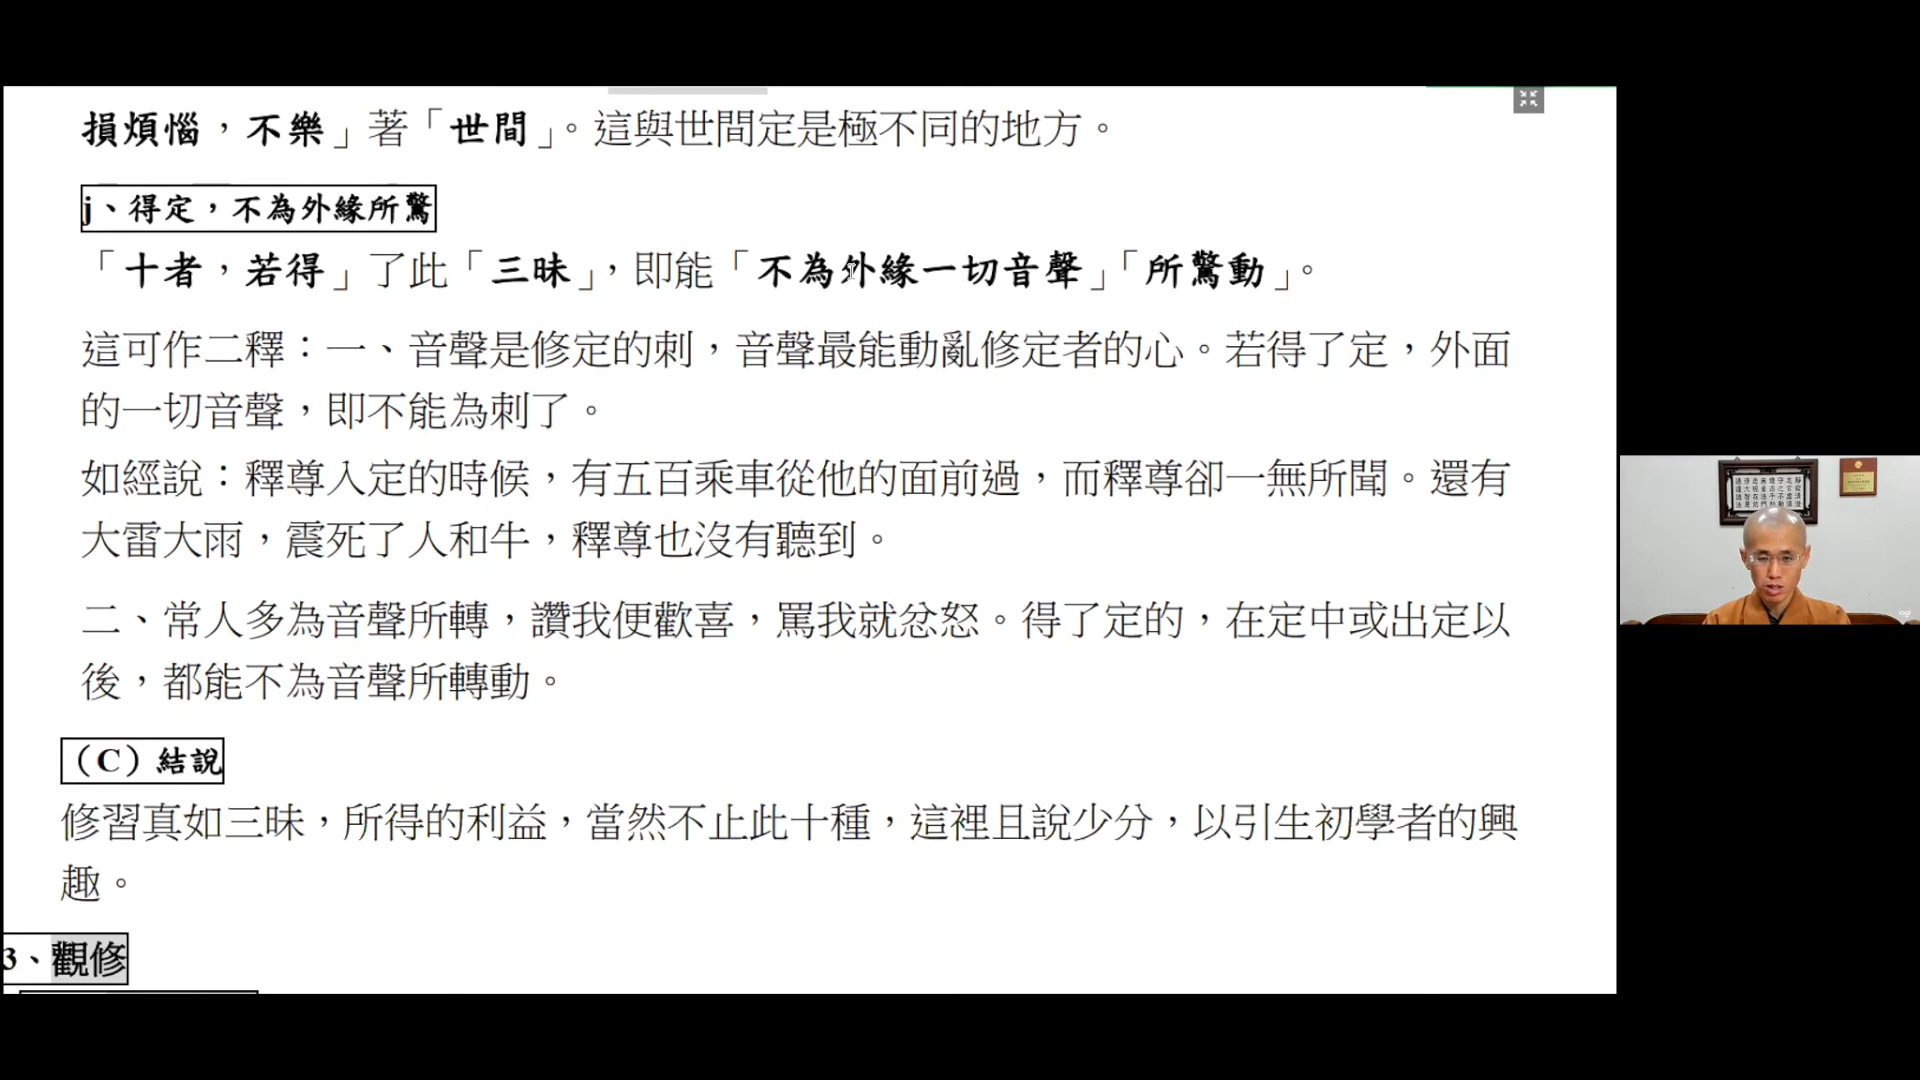 損煩惱，不樂」著「世間」。這與世間定是極不同的地方。
j、得定，不為外緣所驚
「十者，若得」了此「三昧」，即能「不為外緣一切音聲」「所驚動」。
這可作二釋：一、音聲是修定的刺，音聲最能動亂修定者的心。若得了定，外面
的一切音聲，即不能為刺了。
如經說：釋尊入定的時候，有五百乘車從他的面前過，而釋尊卻一無所聞。還有
大雷大雨，震死了人和牛，釋尊也沒有聽到。
二、常人多為音聲所轉，讚我便歡喜，罵我就忿怒。得了定的，在定中或出定以
後，都能不為音聲所轉動。
（C）結說
修習真如三昧，所得的利益，當然不止此十種，這裡且說少分，以引生初學者的興
趣。
3、觀修